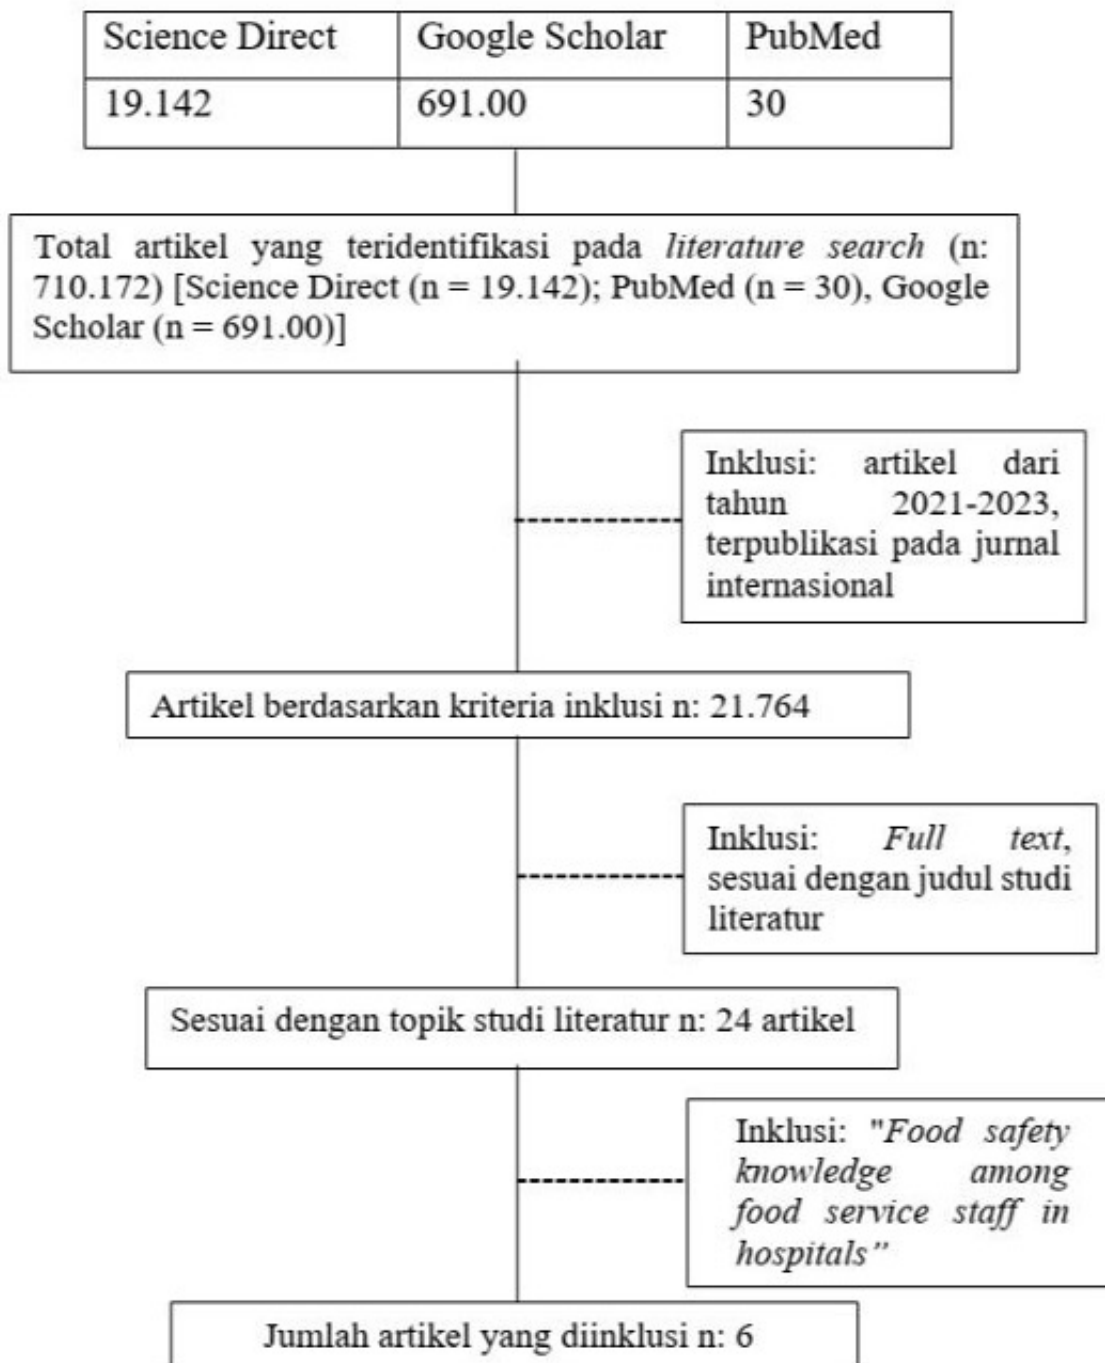 Science Direct Google Scholar PubMed
19.142 691.00 30
Total artikel yang teridentifikasi pada literature search (n:
710.172) [Science Direct (n = 19.142); PubMed (n = 30), Google
Scholar (n = 691.00)]
Inklusi: artikel dari
tahun 2021-2023,
terpublikasi pada jurnal
internasional
Artikel berdasarkan kriteria inklusi n: 21.764
Inklusi: Full text,
sesuai dengan judul studi
literatur
Sesuai dengan topik studi literatur n: 24 artikel
Inklusi: "Food safety
knowledge among
food service staff in
hospitals"
Jumlah artikel yang diinklusi n: 6